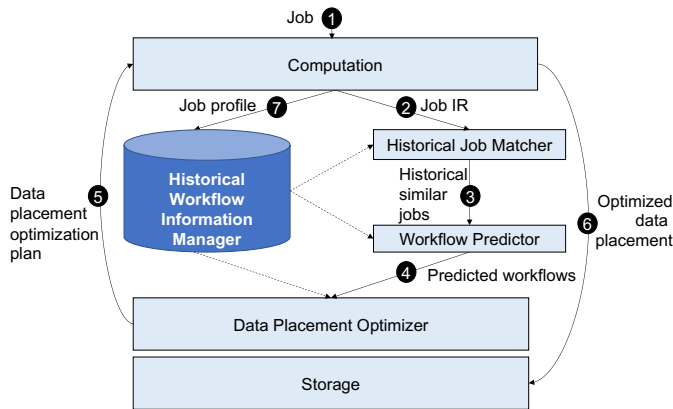 Job 1
Computation
Job profile 7
2 Job IR
Historical Job Matcher
Historical
Workflow
Information
Manager
Historical
similar
jobs
3
Data
placement
optimization
plan
5
6
Optimized
data
placement
Workflow Predictor
4 Predicted workflows
Data Placement Optimizer
Storage